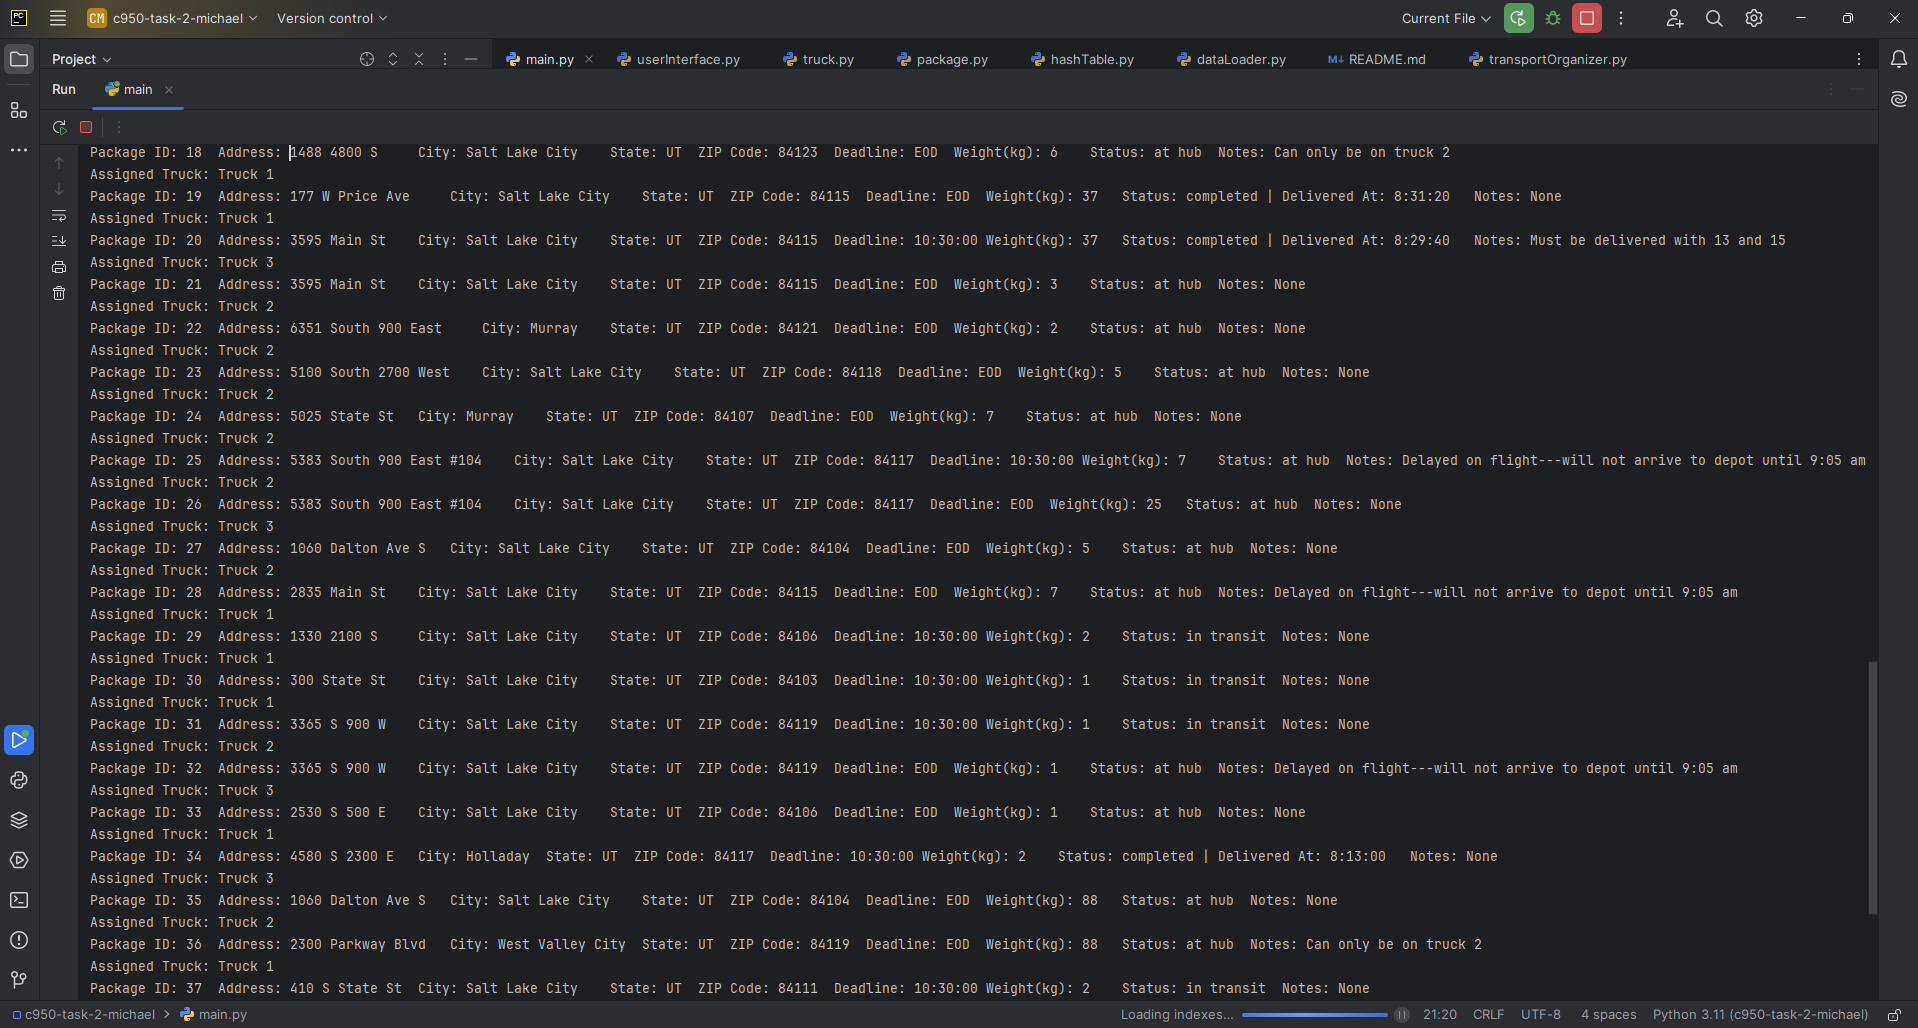 PC
CM c950-task-2-michael Version control Current File
Project main.py userInterface.py truck.py package.py hashTable.py dataLoader.py M↓ README.md transportOrganizer.py
Run main
Package ID: 18 Address: 1488 4800 S City: Salt Lake City State: UT ZIP Code: 84123 Deadline: EOD Weight(kg): 6 Status: at hub Notes: Can only be on truck 2
Assigned Truck: Truck 1
Package ID: 19 Address: 177 W Price Ave City: Salt Lake City State: UT ZIP Code: 84115 Deadline: EOD Weight(kg): 37 Status: completed | Delivered At: 8:31:20 Notes: None
Assigned Truck: Truck 1
Package ID: 20 Address: 3595 Main St City: Salt Lake City State: UT ZIP Code: 84115 Deadline: 10:30:00 Weight(kg): 37 Status: completed | Delivered At: 8:29:40 Notes: Must be delivered with 13 and 15
Assigned Truck: Truck 3
Package ID: 21 Address: 3595 Main St City: Salt Lake City State: UT ZIP Code: 84115 Deadline: EOD Weight(kg): 3 Status: at hub Notes: None
Assigned Truck: Truck 2
Package ID: 22 Address: 6351 South 900 East City: Murray State: UT ZIP Code: 84121 Deadline: EOD Weight(kg): 2 Status: at hub Notes: None
Assigned Truck: Truck 2
Package ID: 23 Address: 5100 South 2700 West City: Salt Lake City State: UT ZIP Code: 84118 Deadline: EOD Weight(kg): 5 Status: at hub Notes: None
Assigned Truck: Truck 2
Package ID: 24 Address: 5025 State St City: Murray State: UT ZIP Code: 84107 Deadline: EOD Weight(kg): 7 Status: at hub Notes: None
Assigned Truck: Truck 2
Package ID: 25 Address: 5383 South 900 East #104 City: Salt Lake City State: UT ZIP Code: 84117 Deadline: 10:30:00 Weight(kg): 7 Status: at hub Notes: Delayed on flight---will not arrive to depot until 9:05 am
Assigned Truck: Truck 2
Package ID: 26 Address: 5383 South 900 East #104 City: Salt Lake City State: UT ZIP Code: 84117 Deadline: EOD Weight(kg): 25 Status: at hub Notes: None
Assigned Truck: Truck 3
Package ID: 27 Address: 1060 Dalton Ave S City: Salt Lake City State: UT ZIP Code: 84104 Deadline: EOD Weight(kg): 5 Status: at hub Notes: None
Assigned Truck: Truck 2
Package ID: 28 Address: 2835 Main St City: Salt Lake City State: UT ZIP Code: 84115 Deadline: EOD Weight(kg): 7 Status: at hub Notes: Delayed on flight---will not arrive to depot until 9:05 am
Assigned Truck: Truck 1
Package ID: 29 Address: 1330 2100 S City: Salt Lake City State: UT ZIP Code: 84106 Deadline: 10:30:00 Weight(kg): 2 Status: in transit Notes: None
Assigned Truck: Truck 1
Package ID: 30 Address: 300 State St City: Salt Lake City State: UT ZIP Code: 84103 Deadline: 10:30:00 Weight(kg): 1 Status: in transit Notes: None
Assigned Truck: Truck 1
Package ID: 31 Address: 3365 S 900 W City: Salt Lake City State: UT ZIP Code: 84119 Deadline: 10:30:00 Weight(kg): 1 Status: in transit Notes: None
Assigned Truck: Truck 2
Package ID: 32 Address: 3365 S 900 W City: Salt Lake City State: UT ZIP Code: 84119 Deadline: EOD Weight(kg): 1 Status: at hub Notes: Delayed on flight---will not arrive to depot until 9:05 am
Assigned Truck: Truck 3
Package ID: 33 Address: 2530 S 500 E City: Salt Lake City State: UT ZIP Code: 84106 Deadline: EOD Weight(kg): 1 Status: at hub Notes: None
Assigned Truck: Truck 1
Package ID: 34 Address: 4580 S 2300 E City: Holladay State: UT ZIP Code: 84117 Deadline: 10:30:00 Weight(kg): 2 Status: completed | Delivered At: 8:13:00 Notes: None
Assigned Truck: Truck 3
Package ID: 35 Address: 1060 Dalton Ave S City: Salt Lake City State: UT ZIP Code: 84104 Deadline: EOD Weight(kg): 88 Status: at hub Notes: None
Assigned Truck: Truck 2
Package ID: 36 Address: 2300 Parkway Blvd City: West Valley City State: UT ZIP Code: 84119 Deadline: EOD Weight(kg): 88 Status: at hub Notes: Can only be on truck 2
Assigned Truck: Truck 1
Package ID: 37 Address: 410 S State St City: Salt Lake City State: UT ZIP Code: 84111 Deadline: 10:30:00 Weight(kg): 2 Status: in transit Notes: None
c950-task-2-michael main.py Loading indexes... 21:20 CRLF UTF-8 4 spaces Python 3.11 (c950-task-2-michael)